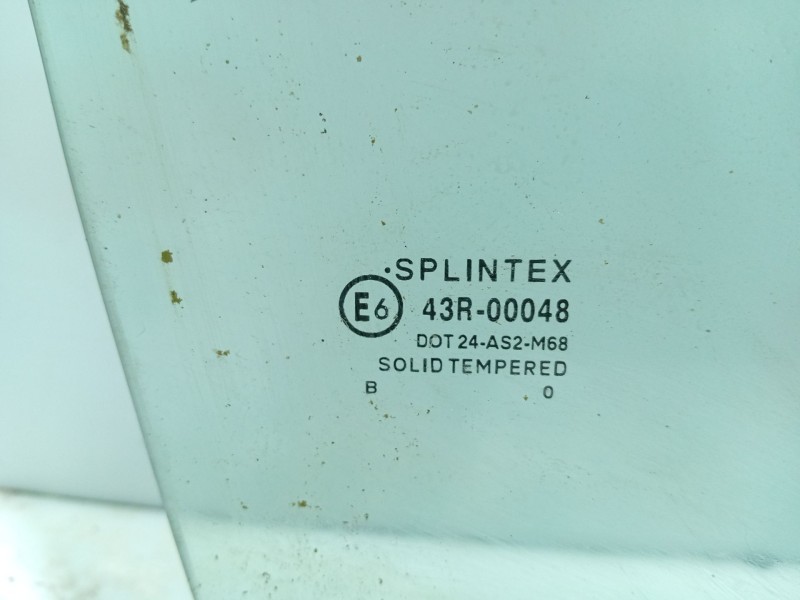 ·SPLINTEX
E6 43R-00048
DOT 24-AS2-M68
SOLID TEMPERED
B 0